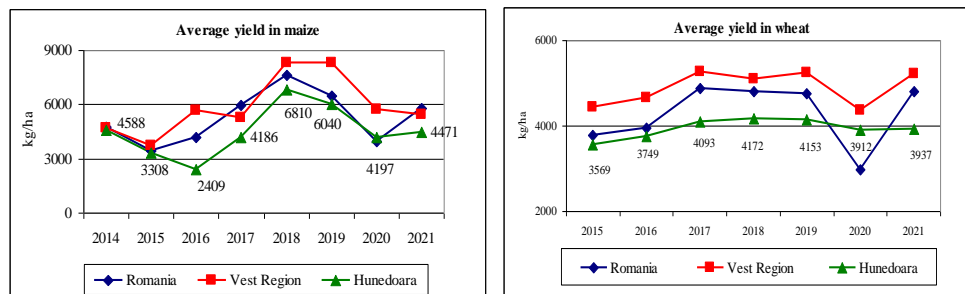 Average yield in maize
kg/ha
9000
6000
3000
0
4588
3308
2409
4186
6810
6040
4197
4471
2014 2015 2016 2017 2018 2019 2020 2021
Romania Vest Region Hunedoara
Average yield in wheat
kg/ha
6000
4000
2000
3569
3749
4093
4172
4153
3912
3937
2015 2016 2017 2018 2019 2020 2021
Romania Vest Region Hunedoara